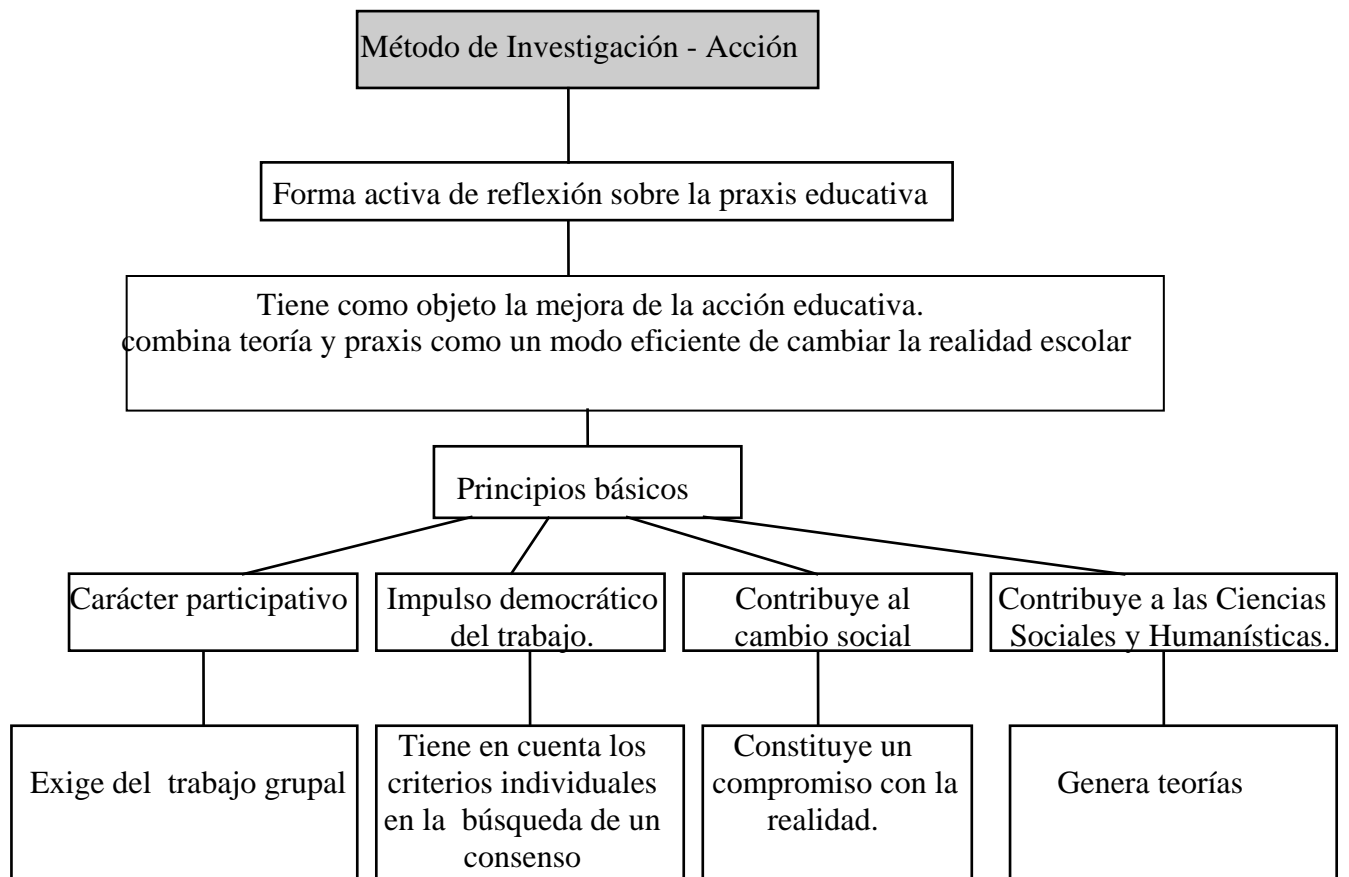 Método de Investigación - Acción
Forma activa de reflexión sobre la praxis educativa
Tiene como objeto la mejora de la acción educativa.
combina teoría y praxis como un modo eficiente de cambiar la realidad escolar
Principios básicos
Carácter participativo
Impulso democrático
del trabajo.
Contribuye al
cambio social
Contribuye a las Ciencias
Sociales y Humanísticas.
Exige del trabajo grupal
Tiene en cuenta los
criterios individuales
en la búsqueda de un
consenso
Constituye un
compromiso con la
realidad.
Genera teorías